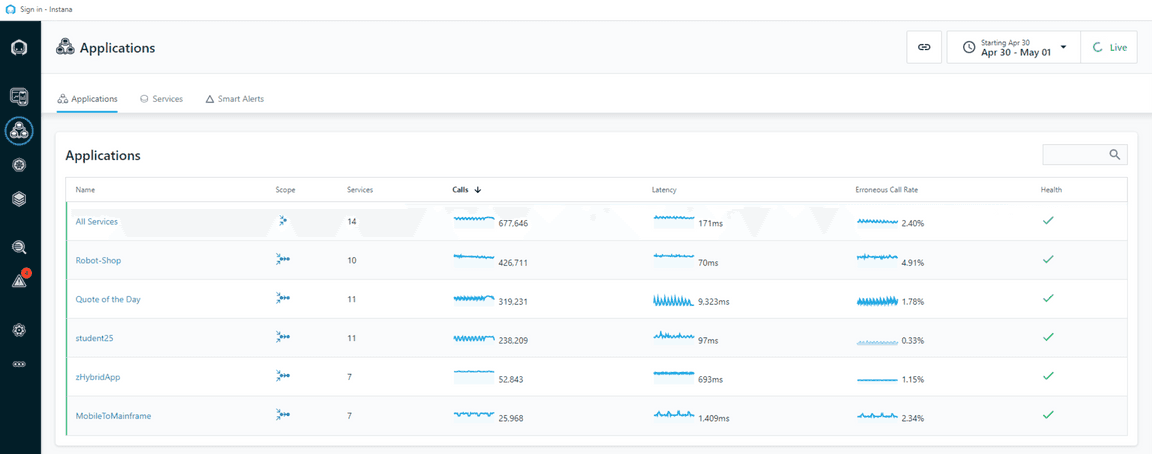 Sign in - Instana
Applications
Starting Apr 30
Apr 30 - May 01
Live
Applications Services Smart Alerts
Applications
Name Scope Services Calls Latency Erroneous Call Rate Health
All Services 14 677.646 171ms 2.40%
Robot-Shop 10 426.711 70ms 4.91%
Quote of the Day 11 319.231 9.323ms 1.78%
student25 11 238.209 97ms 0.33%
zHybridApp 7 52.843 693ms 1.15%
MobileToMainframe 7 25.968 1.409ms 2.34%